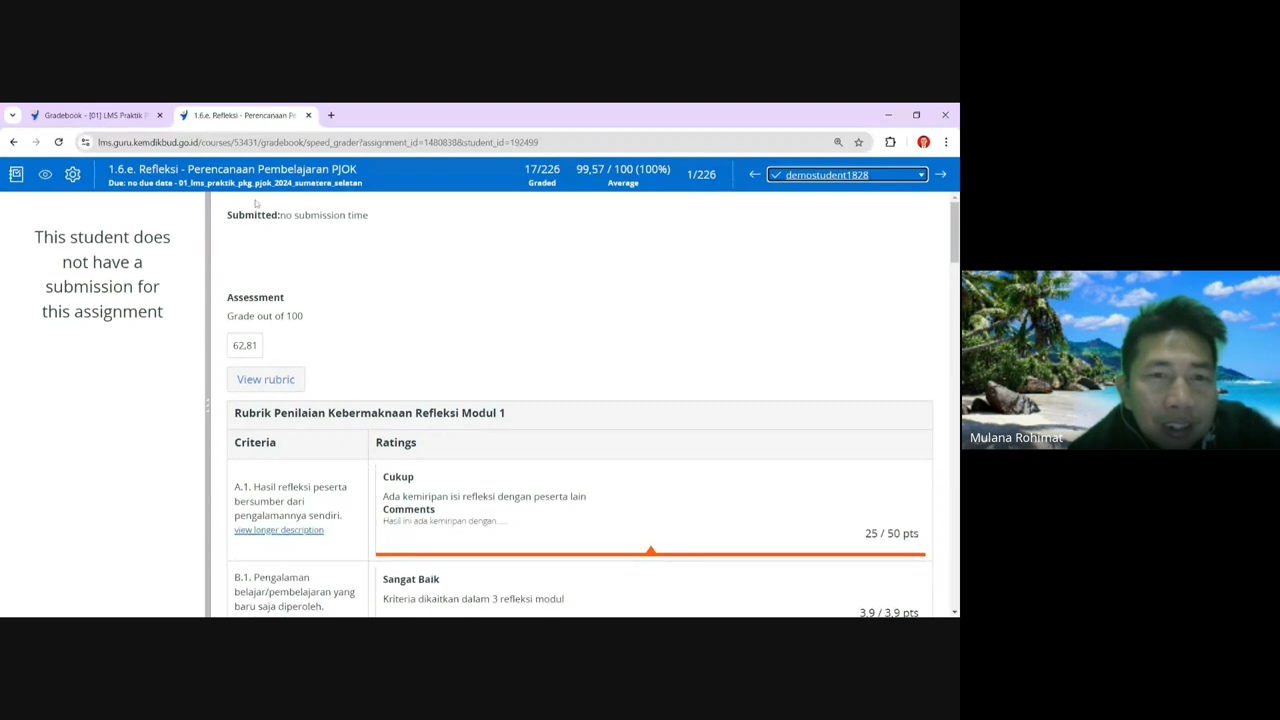 Gradebook - [01] LMS Praktik P
1.6.e. Refleksi - Perencanaan Pe
lms.guru.kemdikbud.go.id/courses/53431/gradebook/speed_grader?assignment_id=1480838&student_id=192499
1.6.e. Refleksi - Perencanaan Pembelajaran PJOK
Due: no due date - 01_lms_praktik_pkg_pjok_2024_sumatera_selatan
17/226
Graded
99,57 / 100 (100%)
Average
1/226
demostudent1828
This student does
not have a
submission for
this assignment
Submitted:no submission time
Assessment
Grade out of 100
62,81
View rubric
Rubrik Penilaian Kebermaknaan Refleksi Modul 1
Criteria
Ratings
A.1. Hasil refleksi peserta
bersumber dari
pengalamannya sendiri.
view longer description
Cukup
Ada kemiripan isi refleksi dengan peserta lain
Comments
Hasil ini ada kemiripan dengan.....
25 / 50 pts
B.1. Pengalaman
belajar/pembelajaran yang
baru saja diperoleh.
Sangat Baik
Kriteria dikaitkan dalam 3 refleksi modul
3,9 / 3,9 pts
Mulana Rohimat